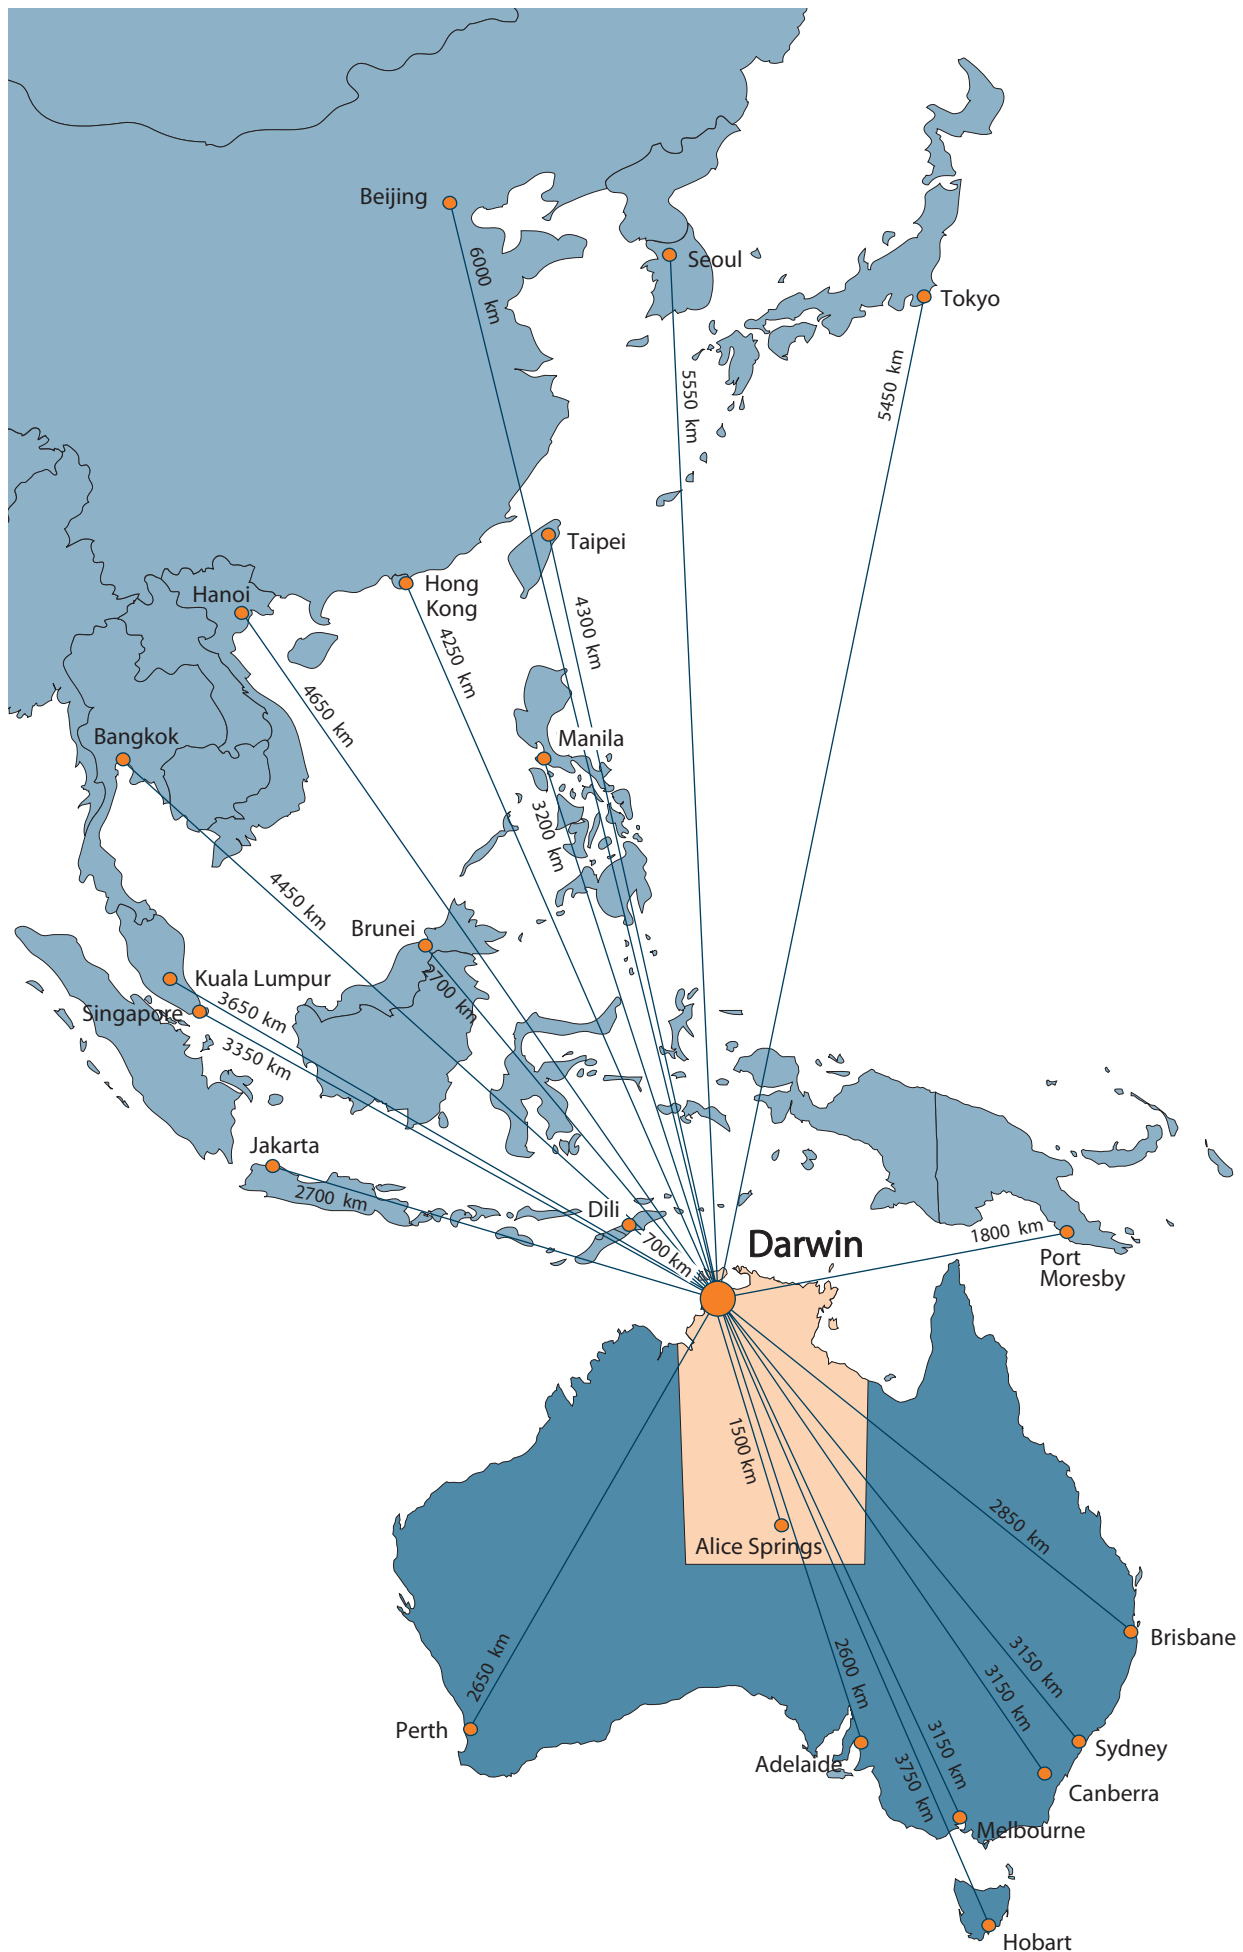 Beijing
6000 km
Seoul
Tokyo
5550 km
5450 km
Taipei
Hong
Kong
Hanoi
4300 km
4250 km
4650 km
Bangkok
Manila
3200 km
4450 km
Brunei
2700 km
Kuala Lumpur
Singapore
3650 km
3350 km
Jakarta
2700 km
Dili
700 km
Darwin
1800 km
Port
Moresby
1500 km
Alice Springs
2850 km
Brisbane
2650 km
2600 km
3150 km
3150 km
Perth
Adelaide
3150 km
3750 km
Sydney
Canberra
Melbourne
Hobart